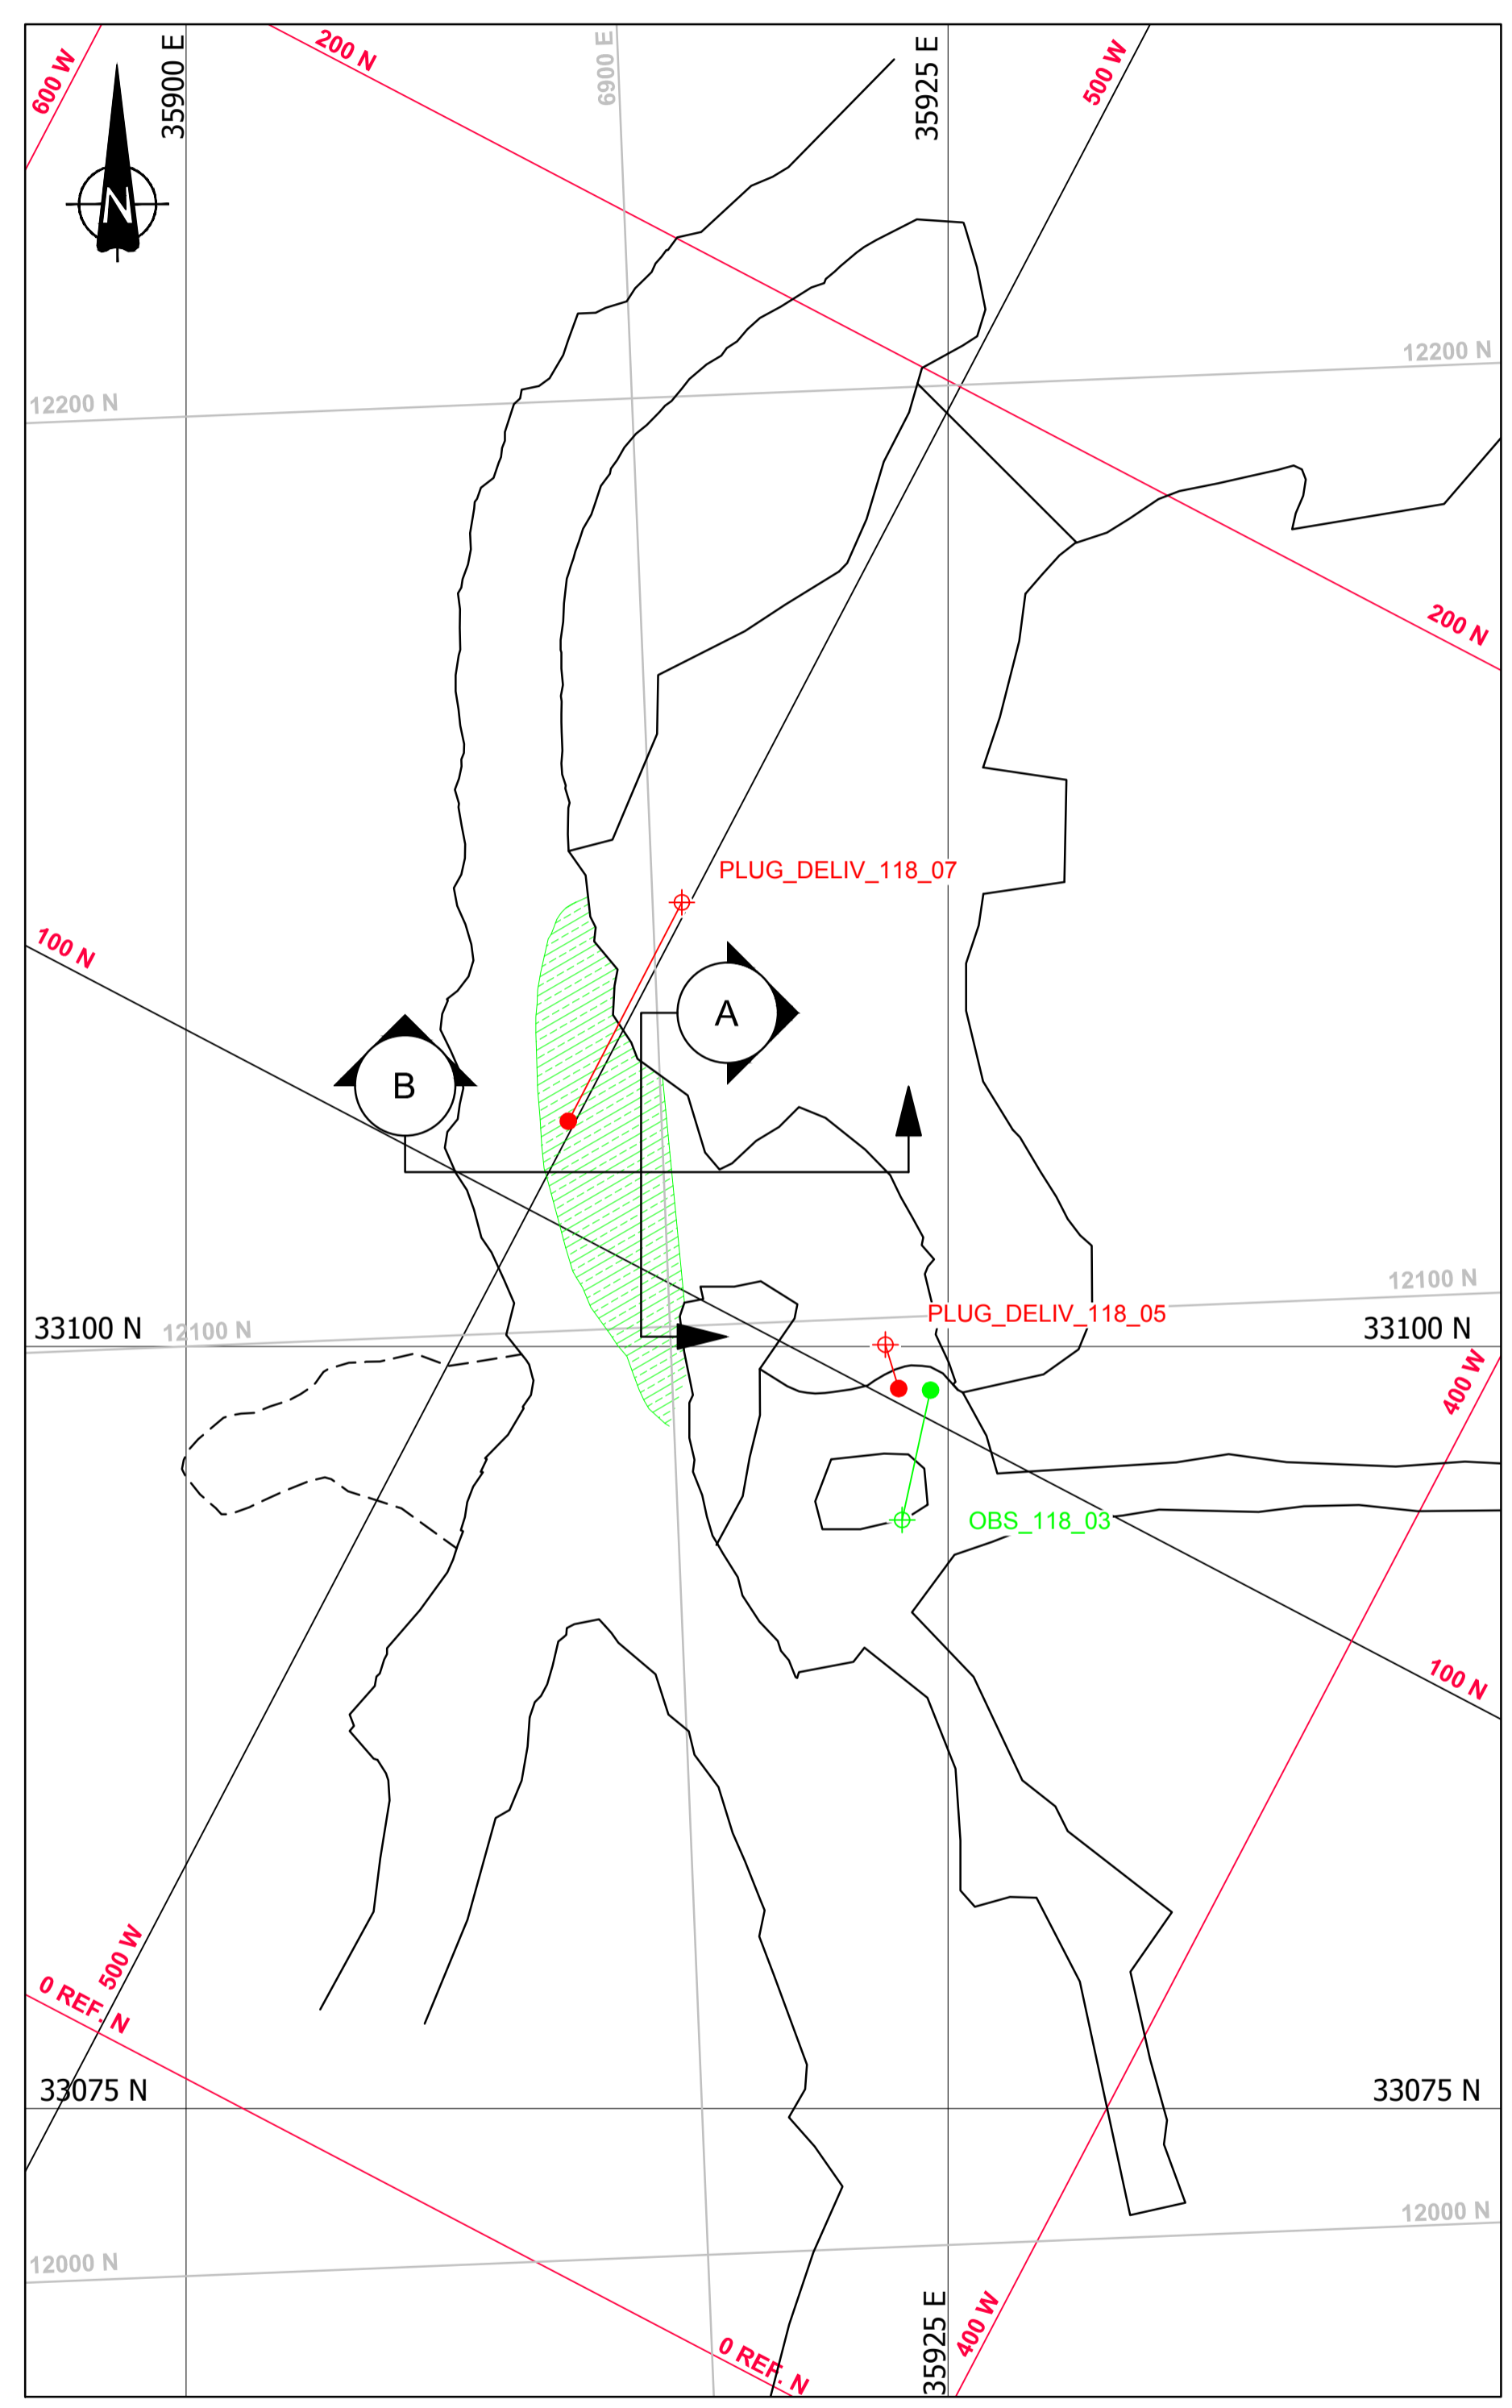 600 W
35900 E
200 N
6900 E
35925 E
500 W
N
12200 N
12200 N
200 N
PLUG_DELIV_118_07
100 N
A
B
12100 N
PLUG_DELIV_118_05
33100 N
12100 N
33100 N
400 W
OBS_118_03
100 N
500 W
0 REF. N
33075 N
33075 N
12000 N
12000 N
35925 E
400 W
0 REF. N